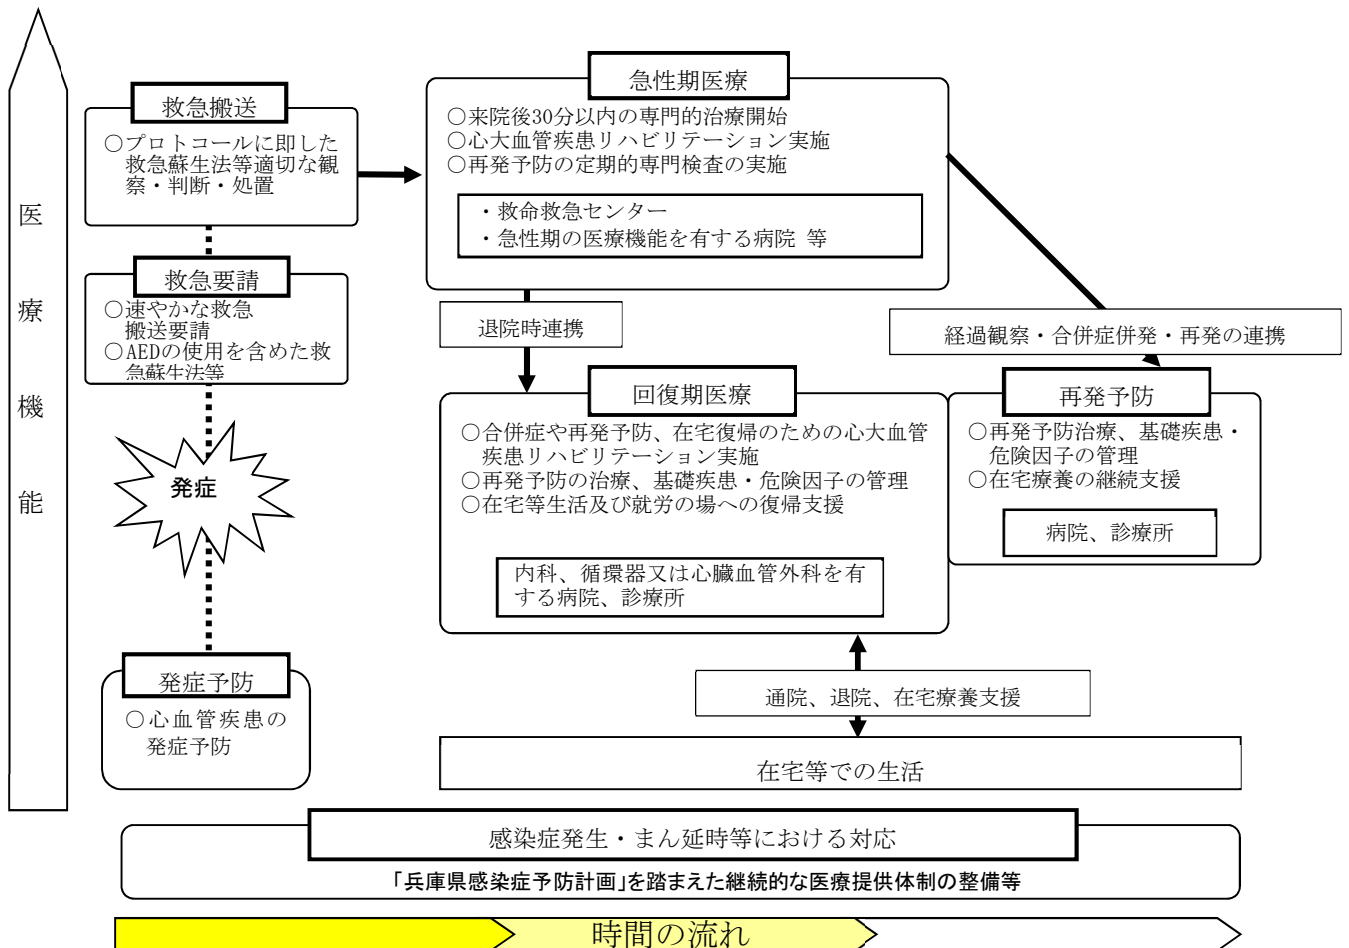 医
療
機
能
救急搬送
○プロトコールに即した
救急蘇生法等適切な観
察・判断・処置
救急要請
○速やかな救急
搬送要請
○AEDの使用を含めた救
急蘇生法等
発症
発症予防
○心血管疾患の
発症予防
急性期医療
○来院後30分以内の専門的治療開始
○心大血管疾患リハビリテーション実施
○再発予防の定期的専門検査の実施
・救命救急センター
・急性期の医療機能を有する病院 等
退院時連携
経過観察・合併症併発・再発の連携
回復期医療
○合併症や再発予防、在宅復帰のための心大血管
疾患リハビリテーション実施
○再発予防の治療、基礎疾患・危険因子の管理
○在宅等生活及び就労の場への復帰支援
内科、循環器又は心臓血管外科を有
する病院、診療所
再発予防
○再発予防治療、基礎疾患・
危険因子の管理
○在宅療養の継続支援
病院、診療所
通院、退院、在宅療養支援
在宅等での生活
感染症発生・まん延時等における対応
「兵庫県感染症予防計画」を踏まえた継続的な医療提供体制の整備等
時間の流れ